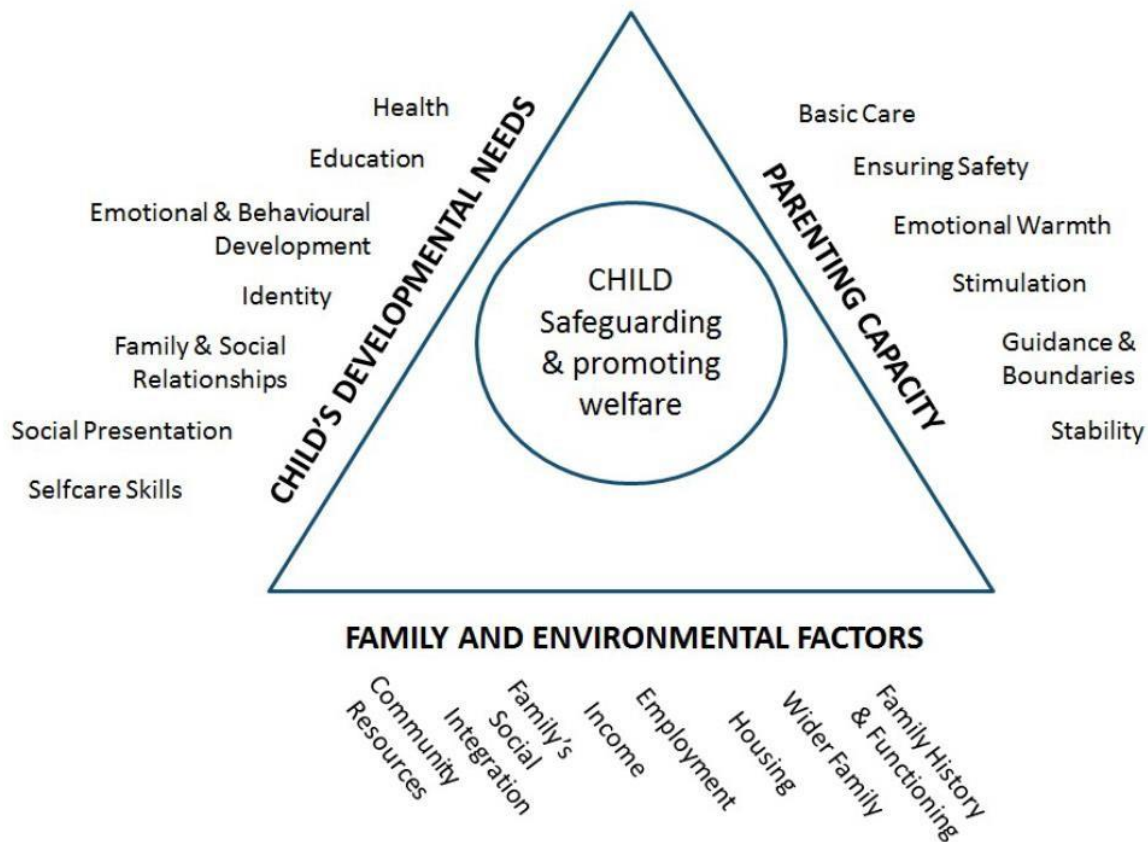 Health
Education
Emotional & Behavioural
Development
Identity
Family & Social
Relationships
Social Presentation
Selfcare Skills
CHILD'S DEVELOPMENTAL NEEDS
CHILD
Safeguarding
& promoting
welfare
PARENTING CAPACITY
Basic Care
Ensuring Safety
Emotional Warmth
Stimulation
Guidance &
Boundaries
Stability
FAMILY AND ENVIRONMENTAL FACTORS
Community
Resources
Family's
Social
Integration
Income
Employment
Housing
Wider Family
Family History
& Functioning